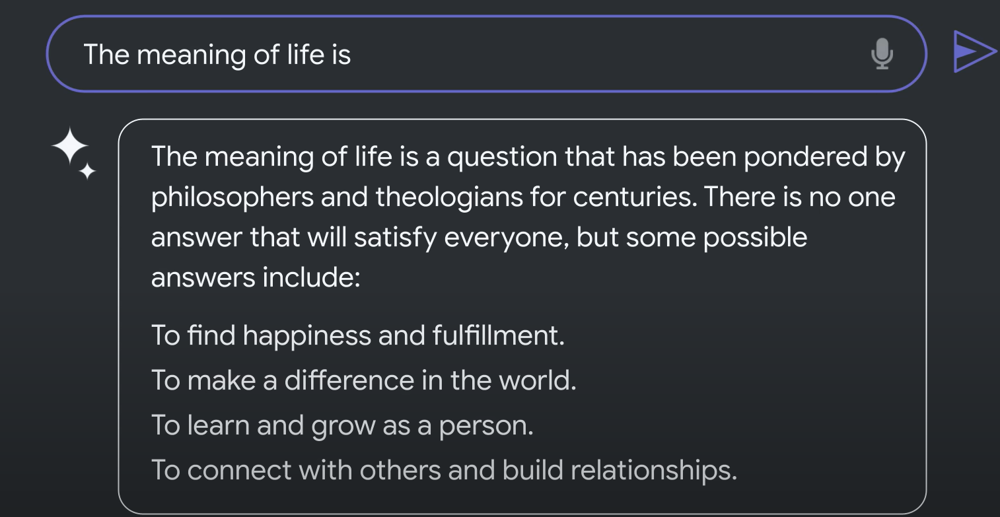 The meaning of life is
The meaning of life is a question that has been pondered by
philosophers and theologians for centuries. There is no one
answer that will satisfy everyone, but some possible
answers include:
To find happiness and fulfillment.
To make a difference in the world.
To learn and grow as a person.
To connect with others and build relationships.